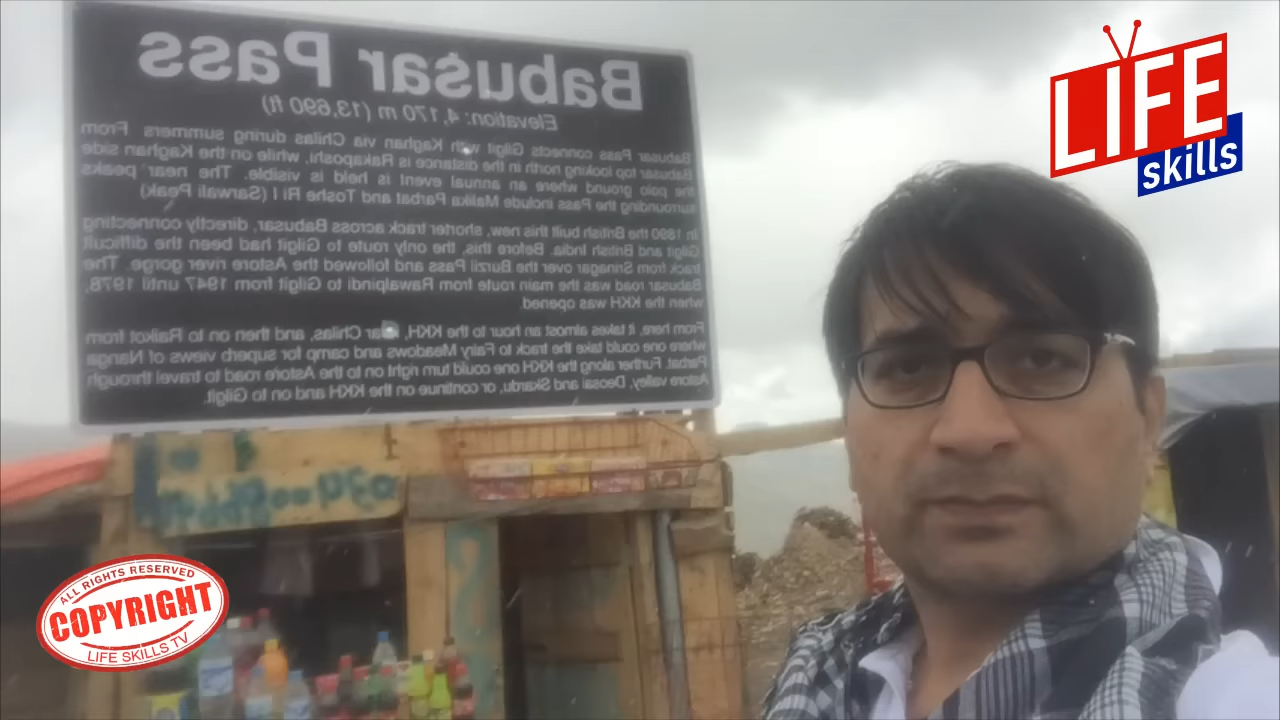 Babusar Pass
Elevation: 4,170 m (13,690 ft)
Babusar Pass connects Gilgit with Kaghan via Chilas during summers. From
Babusar top looking north in the distance is Rakaposhi, while on the Kaghan side
the polo ground where an annual event is held is visible. The near peaks
surrounding the Pass include Malika Parbat and Toshe Ri I (Sarwali Peak).
In 1890 the British built this new, shorter track across Babusar, directly connecting
Gilgit and British India. Before this, the only route to Gilgit had been the difficult
track from Srinagar over the Burzil Pass and followed the Astore river gorge. The
Babusar road was the main route from Rawalpindi to Gilgit from 1947 until 1978,
when the KKH was opened.
From here, it takes almost an hour to the KKH, near Chilas, and then on to Raikot from
where one could take the track to Fairy Meadows and camp for superb views of Nanga
Parbat. Further along the KKH one could turn right on to the Astore road to travel through
Astore valley, Deosai and Skardu, or continue on the KKH and on to Gilgit.
LIFE
skills
ALL RIGHTS RESERVED
COPYRIGHT
LIFE SKILLS TV